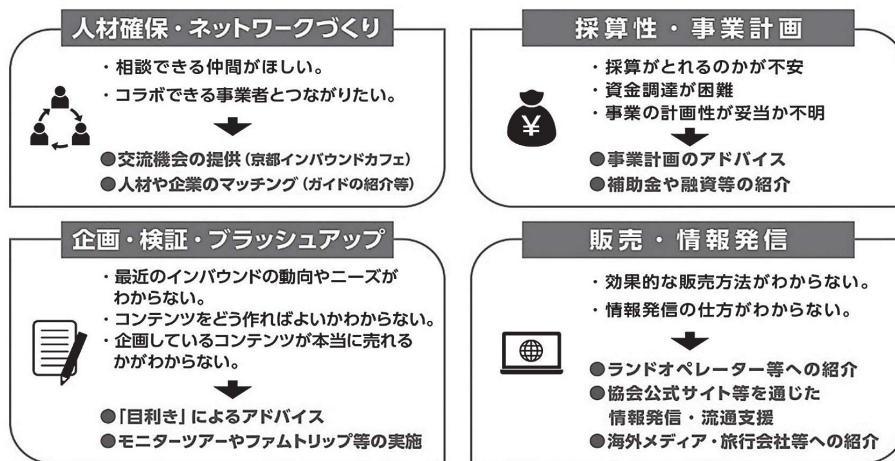 人材確保・ネットワークづくり
・相談できる仲間がほしい。
・コラボできる事業者とつながりたい。
●交流機会の提供（京都インバウンドカフェ）
●人材や企業のマッチング（ガイドの紹介等）
採算性・事業計画
・採算がとれるのかが不安
・資金調達が困難
・事業の計画性が妥当か不明
¥
●事業計画のアドバイス
●補助金や融資等の紹介
企画・検証・ブラッシュアップ
・最近のインバウンドの動向やニーズが
わからない。
・コンテンツをどう作ればよいかわからない。
・企画しているコンテンツが本当に売れる
かがわからない。
●「目利き」によるアドバイス
●モニターツアーやファムトリップ等の実施
販売・情報発信
・効果的な販売方法がわからない。
・情報発信の仕方がわからない。
●ランドオペレーター等への紹介
●協会公式サイト等を通じた
情報発信・流通支援
●海外メディア・旅行会社等への紹介